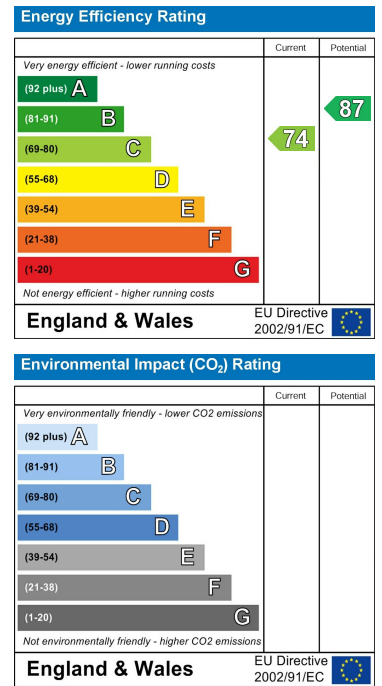 Energy Efficiency Rating
Current Potential
Very energy efficient - lower running costs
(92 plus) A
(81-91) B
(69-80) C
(55-68) D
(39-54) E
(21-38) F
(1-20) G
74
87
Not energy efficient - higher running costs
England & Wales
EU Directive
2002/91/EC
Environmental Impact (CO₂) Rating
Current Potential
Very environmentally friendly - lower CO2 emissions
(92 plus) A
(81-91) B
(69-80) C
(55-68) D
(39-54) E
(21-38) F
(1-20) G
Not environmentally friendly - higher CO2 emissions
England & Wales
EU Directive
2002/91/EC